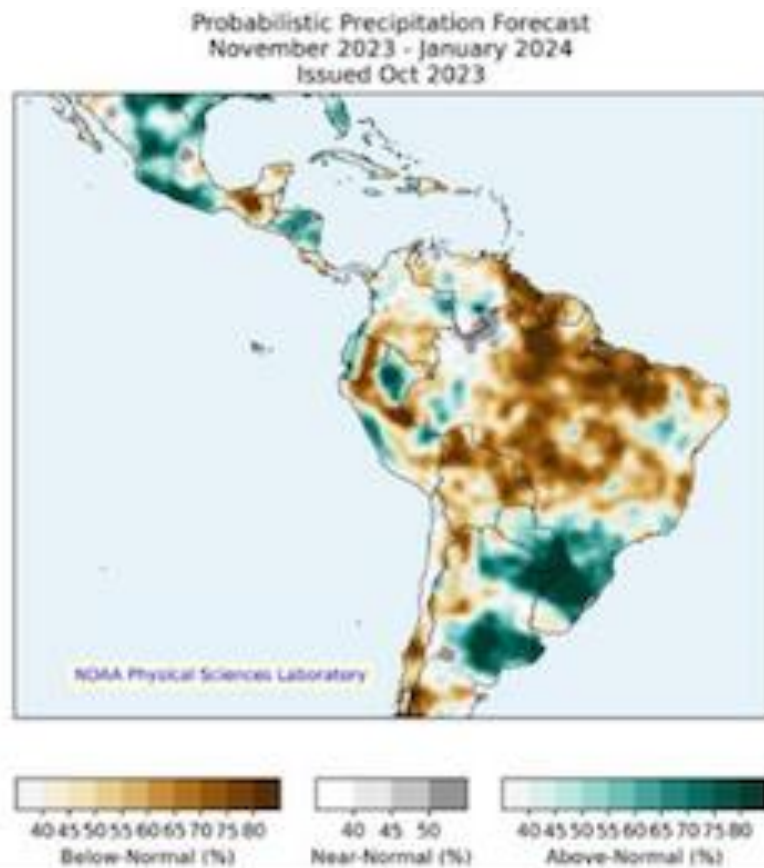 Probabilistic Precipitation Forecast
November 2023 - January 2024
Issued Oct 2023
NOAA Physical Sciences Laboratory
40 45 50 55 60 65 70 75 80
Below-Normal (%)
40 45 50
Near-Normal (%)
40 45 50 55 60 65 70 75 80
Above-Normal (%)